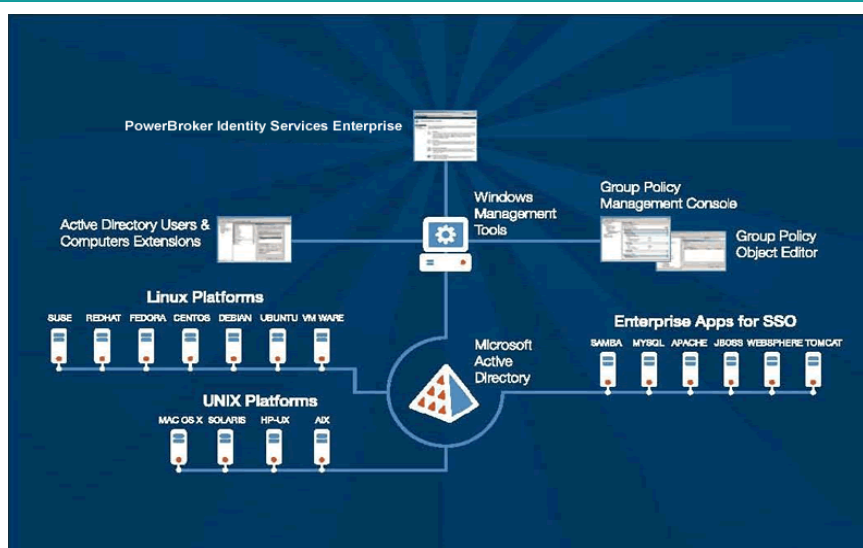 PowerBroker Identity Services Enterprise
Windows
Management
Tools
Group Policy
Management Console
Active Directory Users &
Computers Extensions
Group Policy
Object Editor
Linux Platforms
SUSE REDHAT FEDORA CENTOS DEBIAN UBUNTU VM WARE
Microsoft
Active
Directory
Enterprise Apps for SSO
SAMBA MYSQL APACHE JBOSS WEBSPHERE TOMCAT
UNIX Platforms
MAC OS X SOLARIS HP-UX AIX